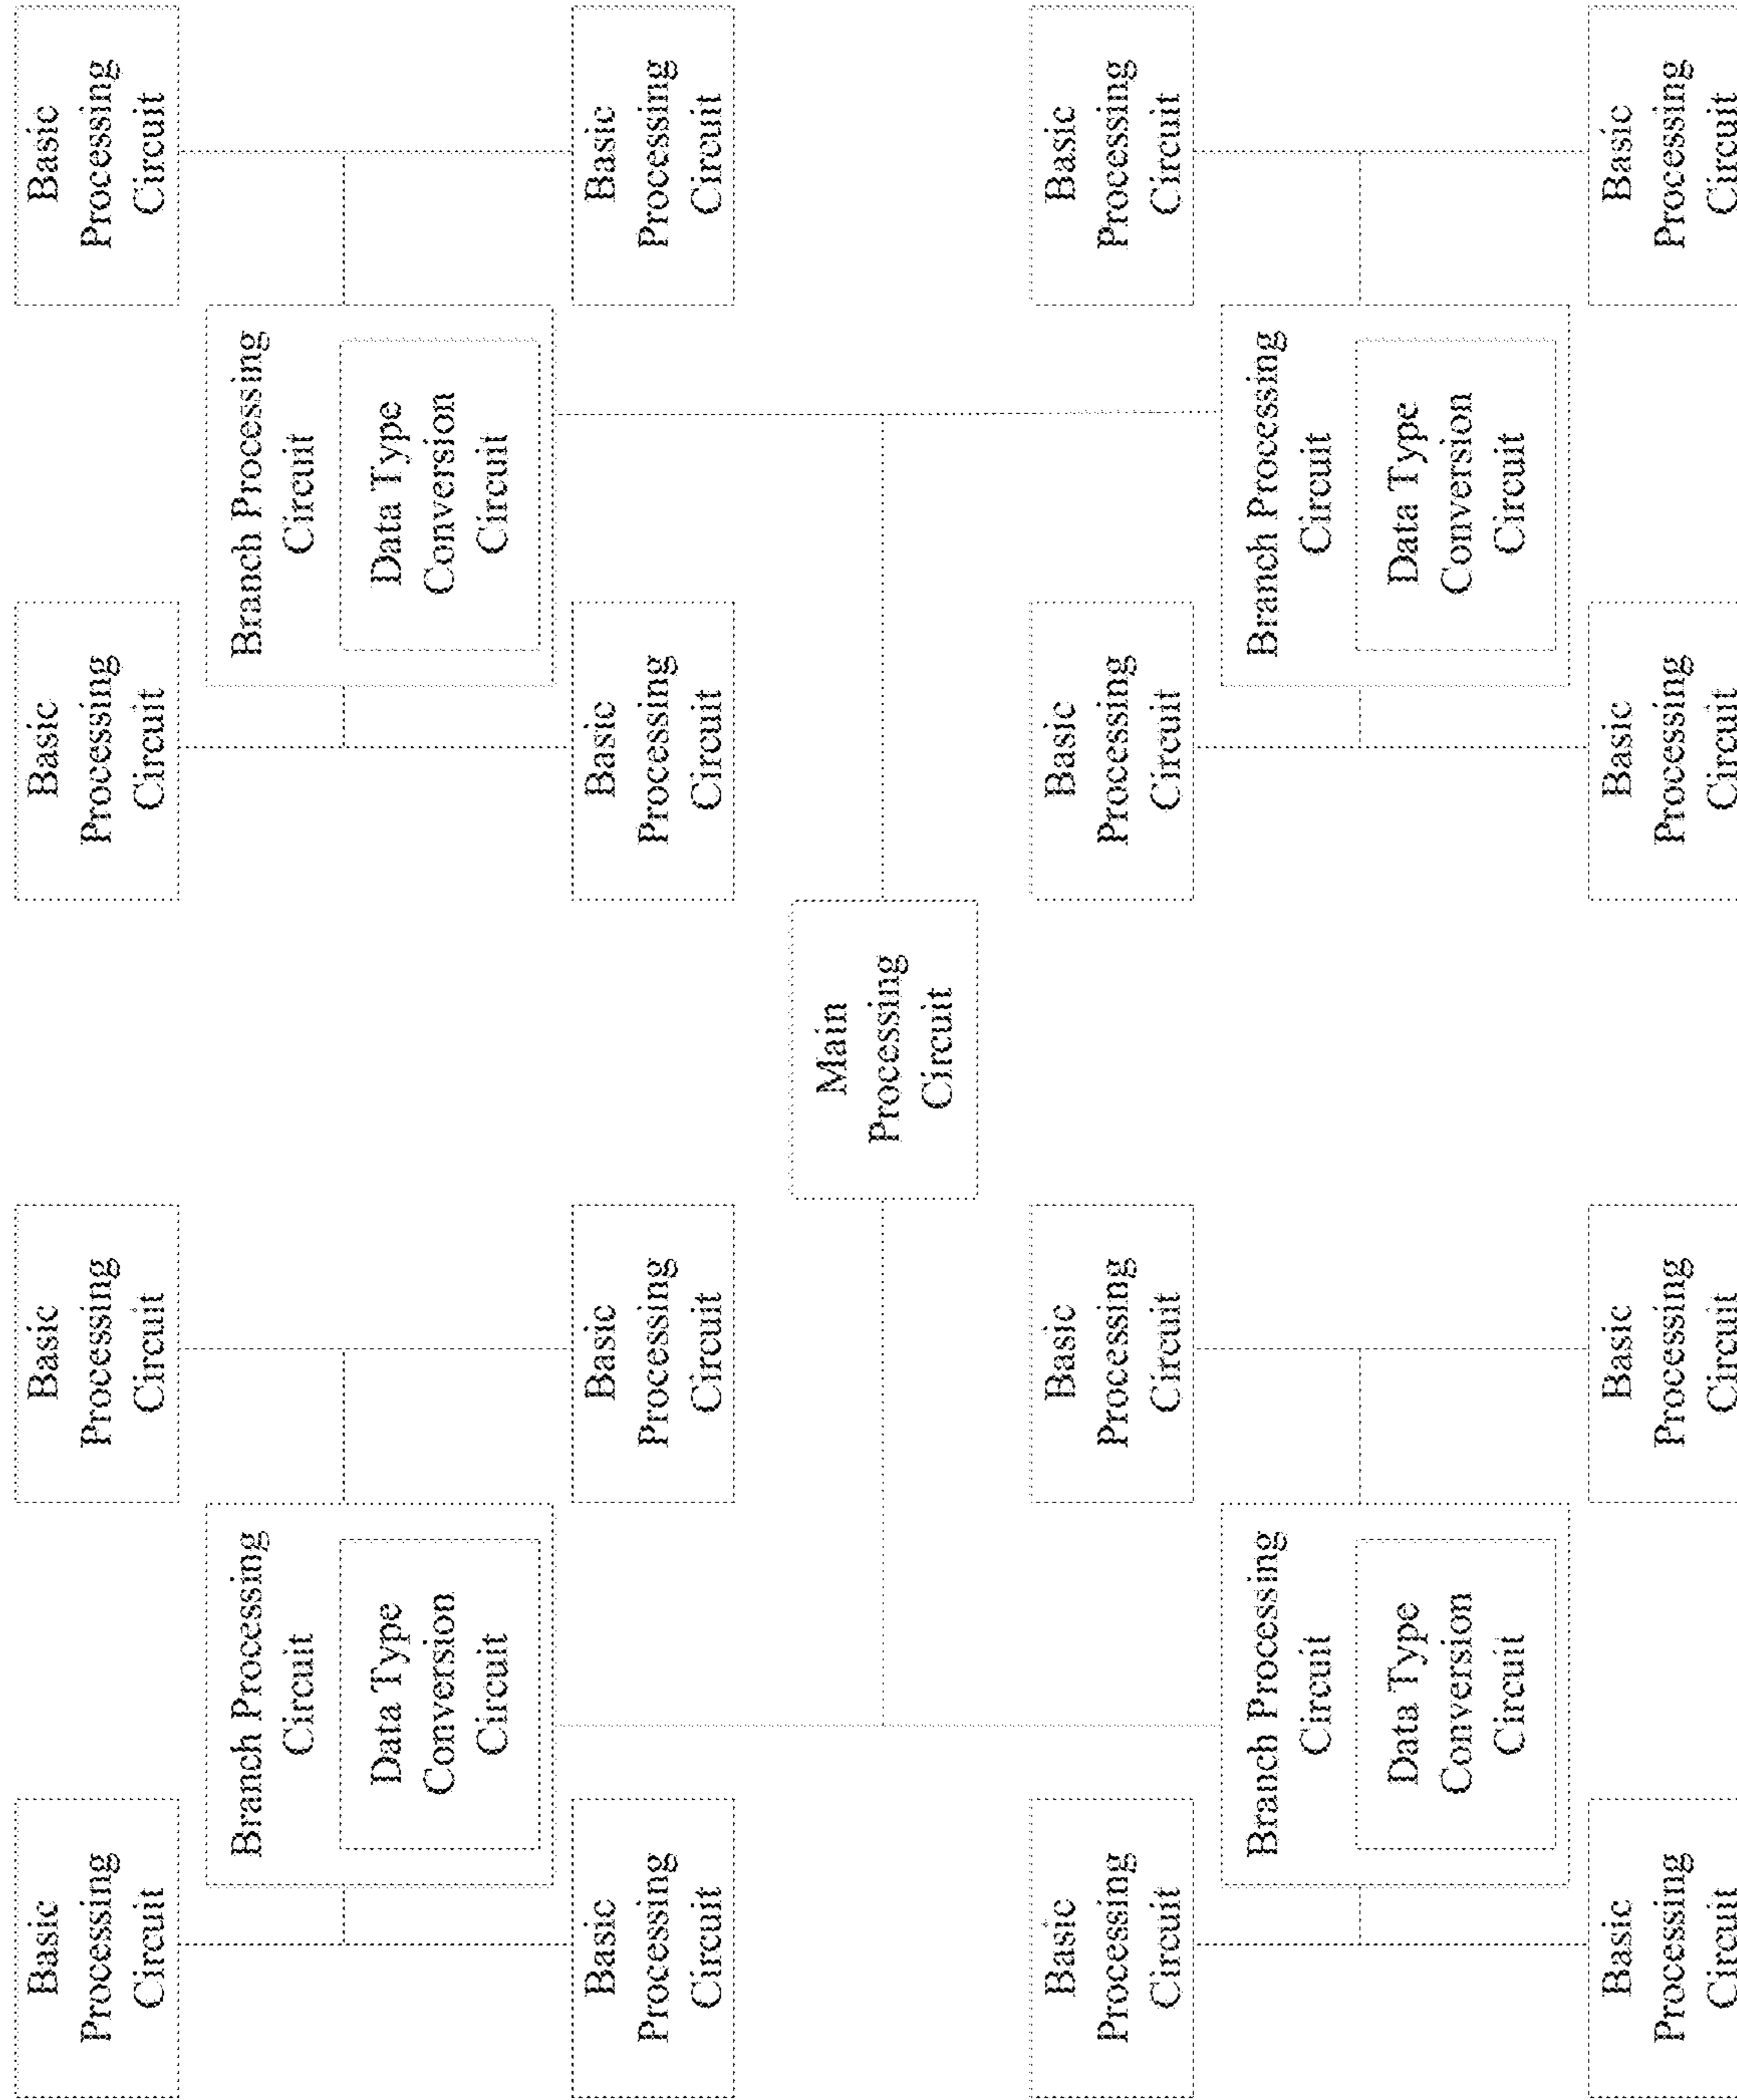 Basic
Processing
Circuit
Basic
Processing
Circuit
Basic
Processing
Circuit
Basic
Processing
Circuit
Branch Processing
Circuit
Data Type
Conversion
Circuit
Branch Processing
Circuit
Data Type
Conversion
Circuit
Basic
Processing
Circuit
Basic
Processing
Circuit
Basic
Processing
Circuit
Basic
Processing
Circuit
Main
Processing
Circuit
Basic
Processing
Circuit
Basic
Processing
Circuit
Basic
Processing
Circuit
Basic
Processing
Circuit
Branch Processing
Circuit
Data Type
Conversion
Circuit
Branch Processing
Circuit
Data Type
Conversion
Circuit
Basic
Processing
Circuit
Basic
Processing
Circuit
Basic
Processing
Circuit
Basic
Processing
Circuit